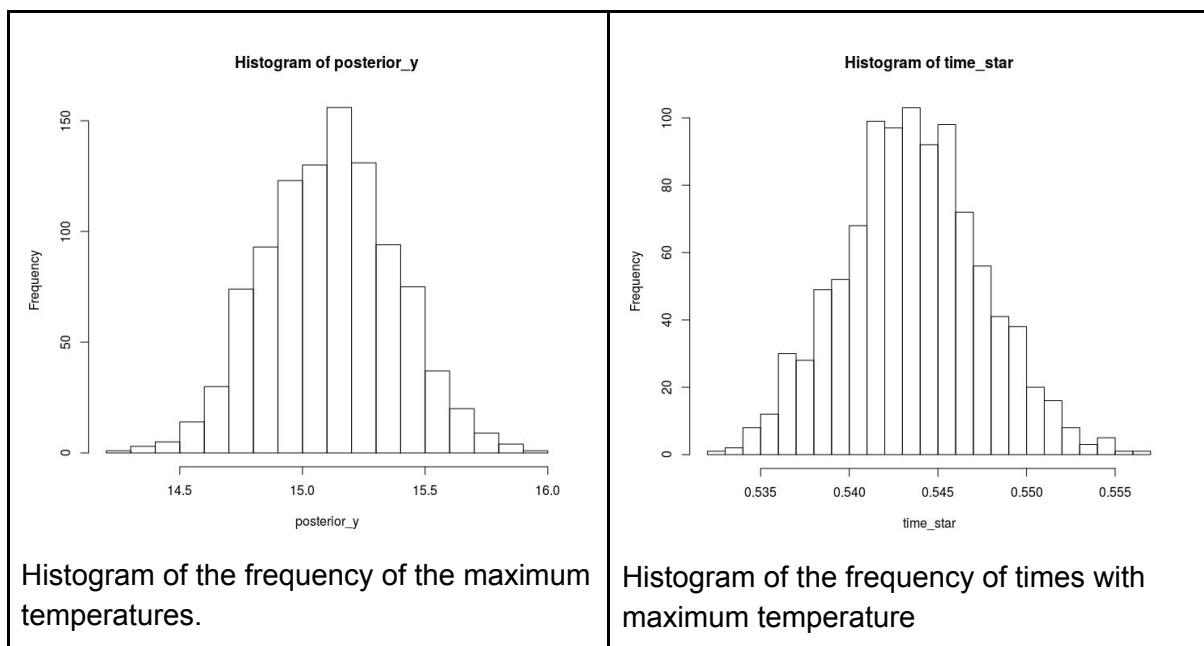 Histogram of posterior_y
Frequency
150
100
50
0
14.5 15.0 15.5 16.0
posterior_y
Histogram of the frequency of the maximum
temperatures.
Histogram of time_star
Frequency
100
80
60
40
20
0
0.535 0.540 0.545 0.550 0.555
time_star
Histogram of the frequency of times with
maximum temperature